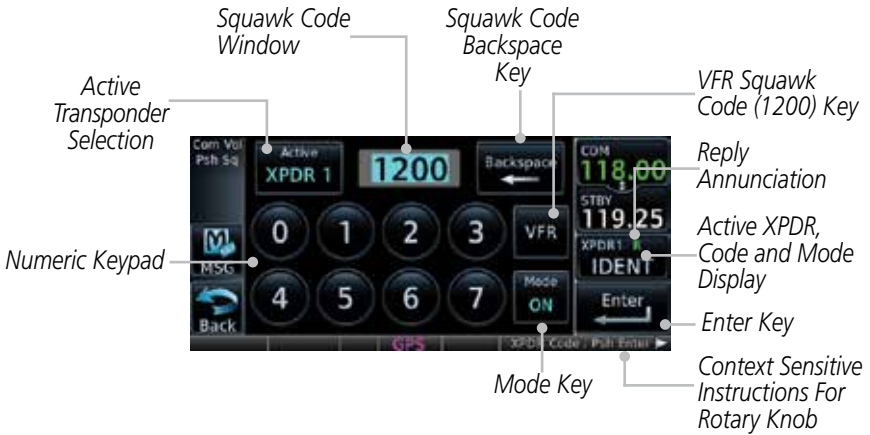 Squawk Code
Window
Squawk Code
Backspace
Key
Active
Transponder
Selection
VFR Squawk
Code (1200) Key
Reply
Annunciation
Active XPDR,
Code and Mode
Display
Numeric Keypad
Enter Key
Mode Key
Context Sensitive
Instructions For
Rotary Knob
Com Vol
Psh Sq
Active
XPDR 1
1200
Backspace
COM
118.00
STBY
119.25
0 1 2 3 VFR
XPDR1 R
IDENT
MSG
4 5 6 7
Mode
ON
Enter
Back
GPS
XPDR Code
Psh Enter